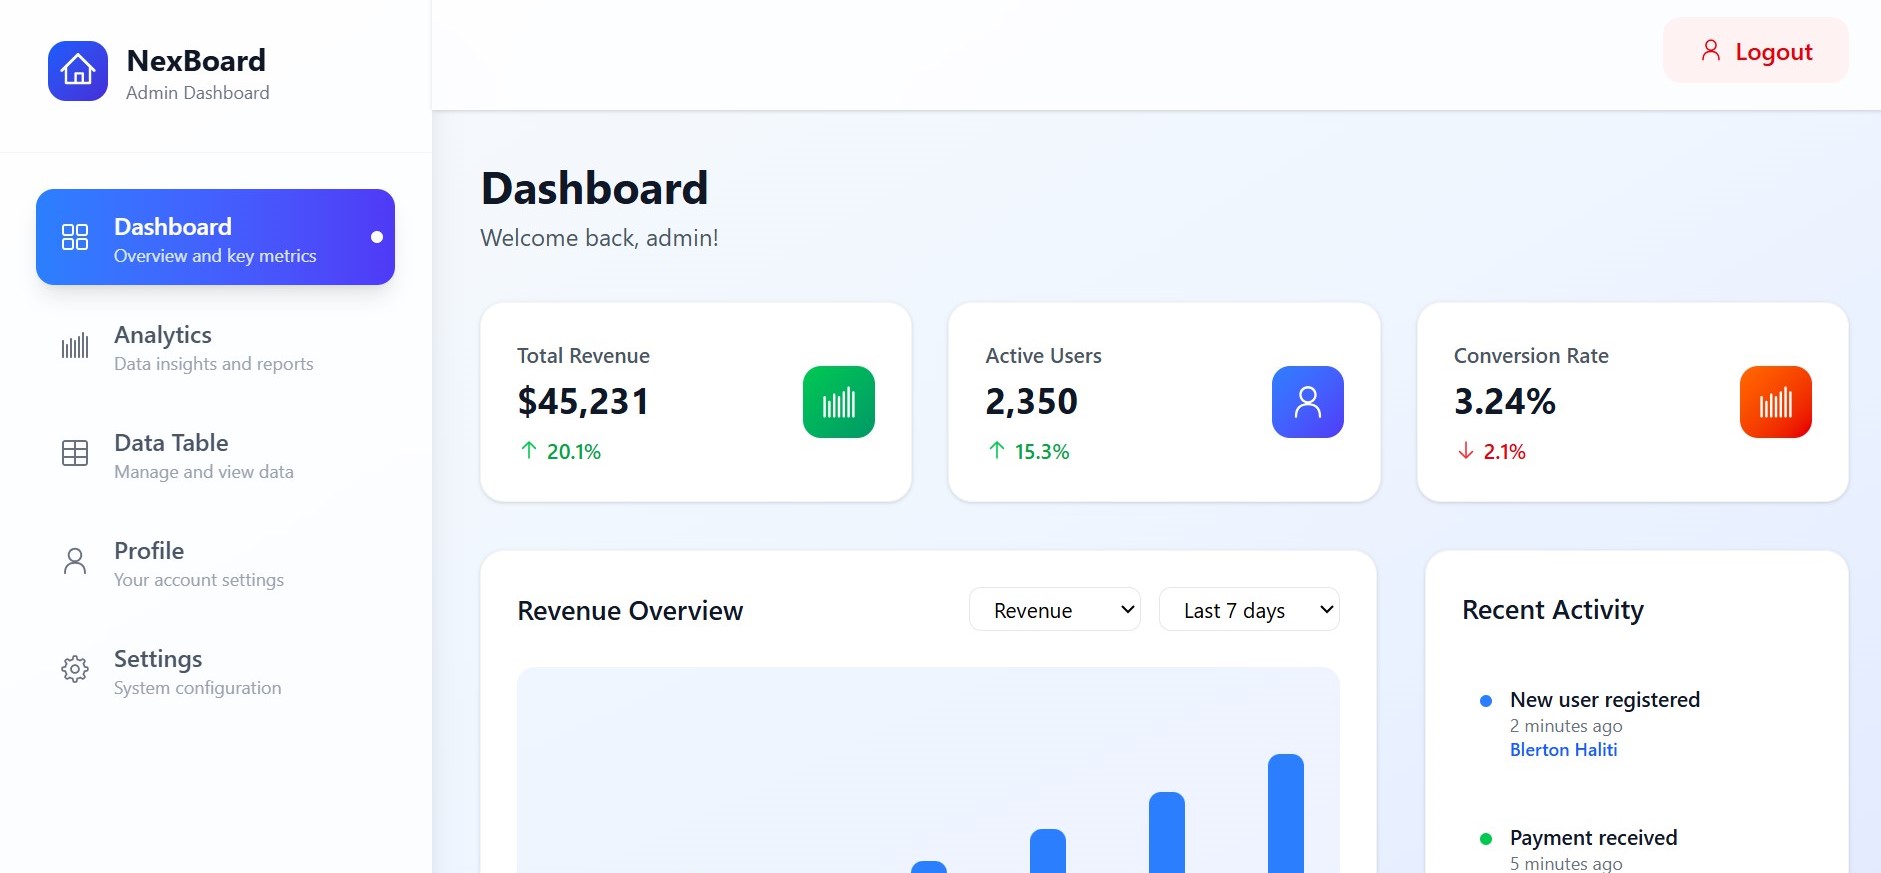 NexBoard
Admin Dashboard
Logout
Dashboard
Overview and key metrics
Analytics
Data insights and reports
Data Table
Manage and view data
Profile
Your account settings
Settings
System configuration
Dashboard
Welcome back, admin!
Total Revenue
$45,231
↑ 20.1%
Active Users
2,350
↑ 15.3%
Conversion Rate
3.24%
↓ 2.1%
Revenue Overview
Revenue
Last 7 days
Recent Activity
New user registered
2 minutes ago
Blerton Haliti
Payment received
5 minutes ago